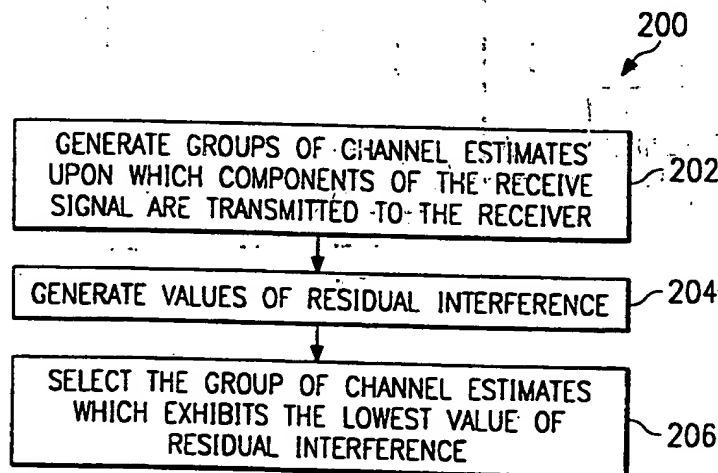 200
GENERATE GROUPS OF CHANNEL ESTIMATES
UPON WHICH COMPONENTS OF THE RECEIVE
SIGNAL ARE TRANSMITTED TO THE RECEIVER
202
GENERATE VALUES OF RESIDUAL INTERFERENCE
204
SELECT THE GROUP OF CHANNEL ESTIMATES
WHICH EXHIBITS THE LOWEST VALUE OF
RESIDUAL INTERFERENCE
206